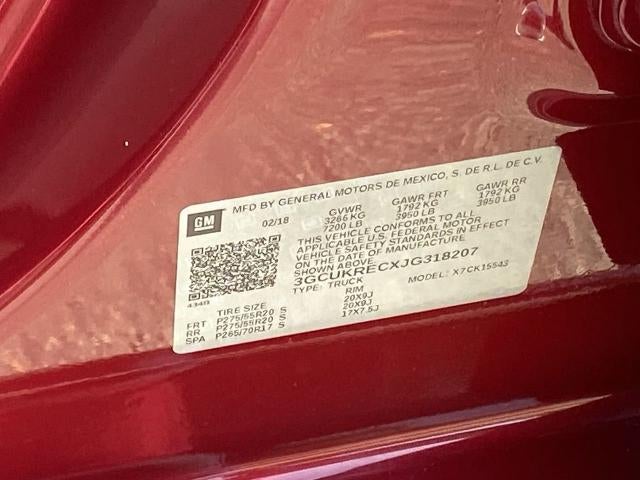 GM
MFD BY GENERAL MOTORS DE MEXICO, S. DE R.L. DE C.V.
02/18 GVWR GAWR FRT GAWR RR
3266 KG 1792 KG 1792 KG
7200 LB 3950 LB 3950 LB
THIS VEHICLE CONFORMS TO ALL
APPLICABLE U.S. FEDERAL MOTOR
VEHICLE SAFETY STANDARDS IN EFFECT
ON THE DATE OF MANUFACTURE
SHOWN ABOVE.
3GCUKRECXJG318207
TYPE: TRUCK MODEL: X7CK15543
TIRE SIZE RIM
FRT P275/55R20 S 20X9J
RR P275/55R20 S 20X9J
SPA P265/70R17 S 17X7.5J